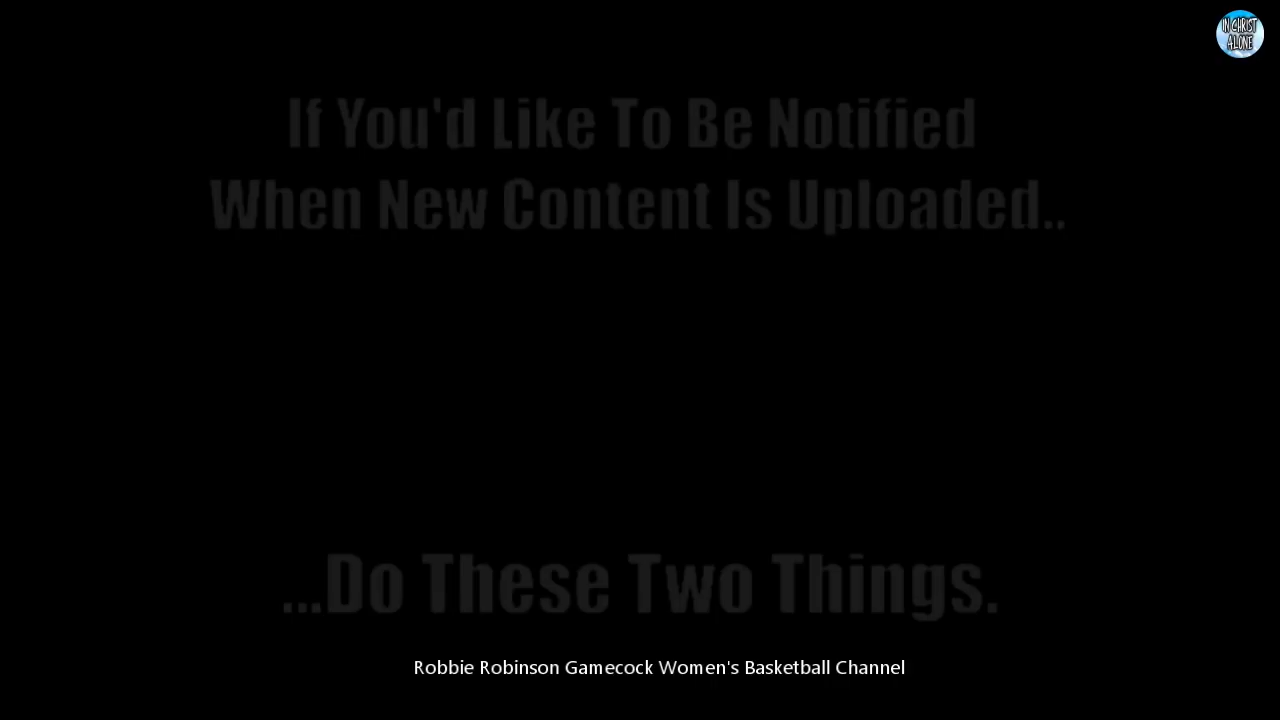 IN CHRIST
ALONE
If You'd Like To Be Notified
When New Content Is Uploaded..
...Do These Two Things.
Robbie Robinson Gamecock Women's Basketball Channel